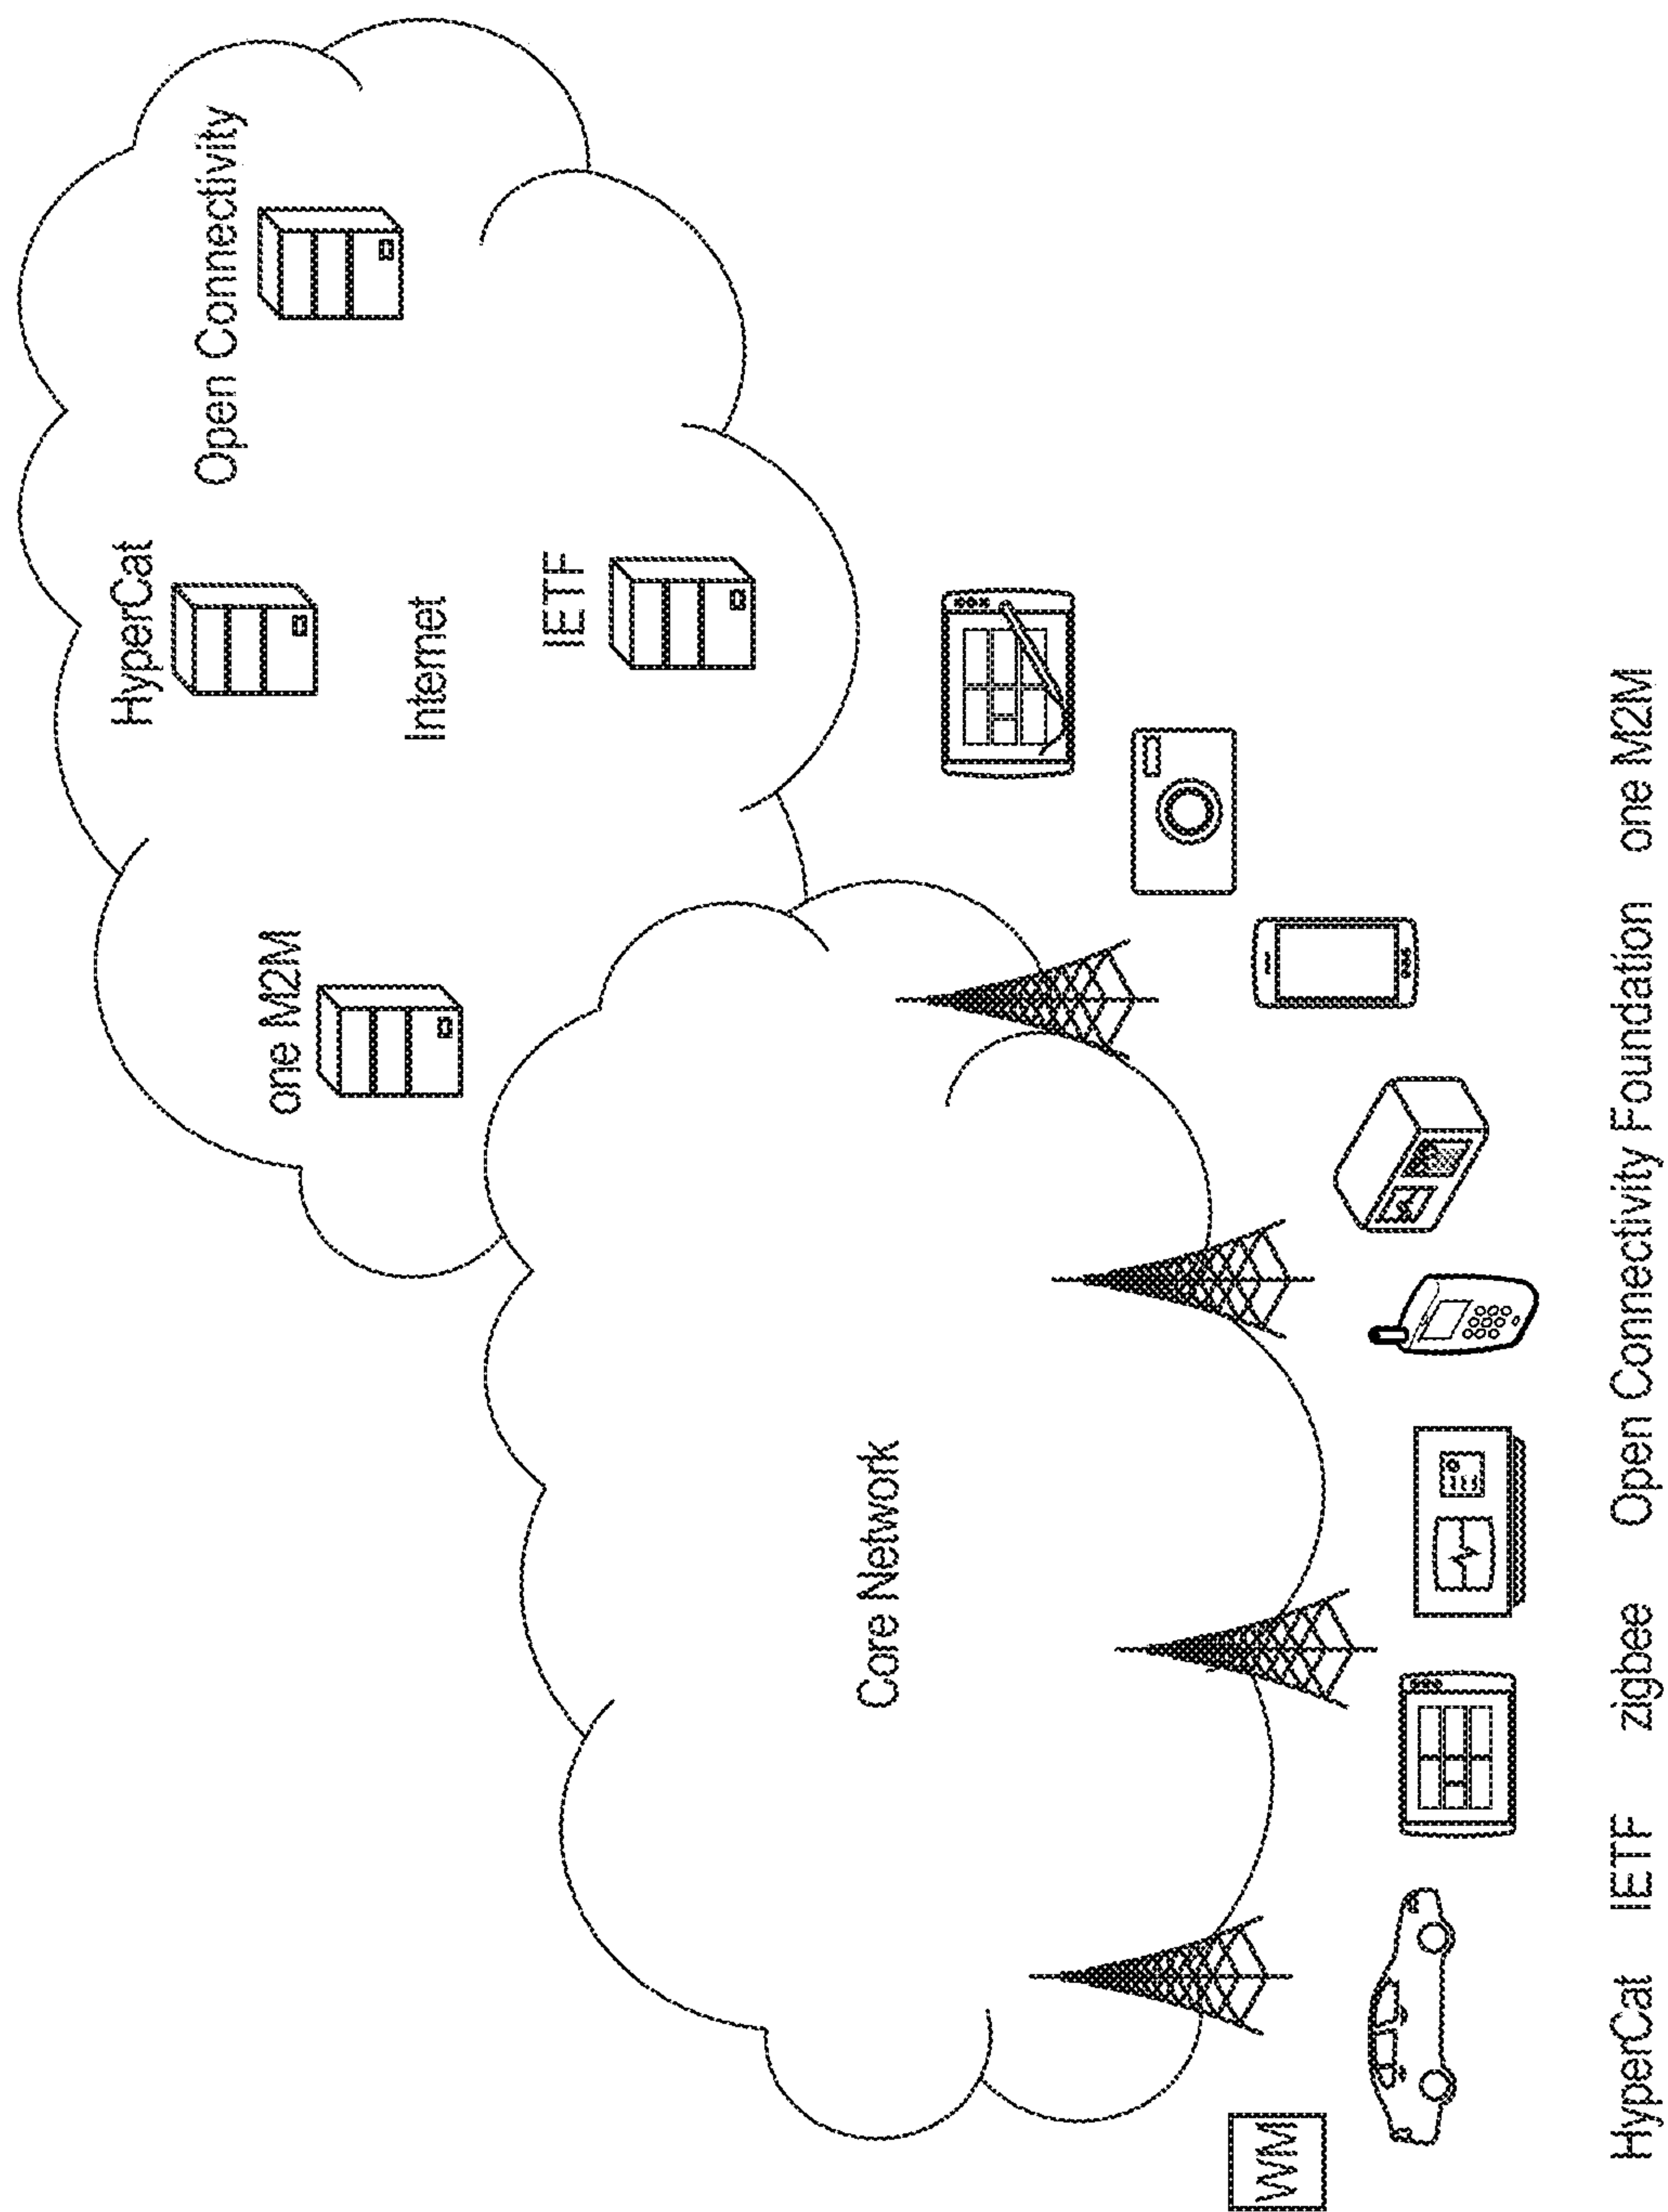 Open Connectivity
HyperCat
Internet
IETF
one M2M
Core Network
WM
HyperCat IETF zigbee Open Connectivity Foundation one M2M